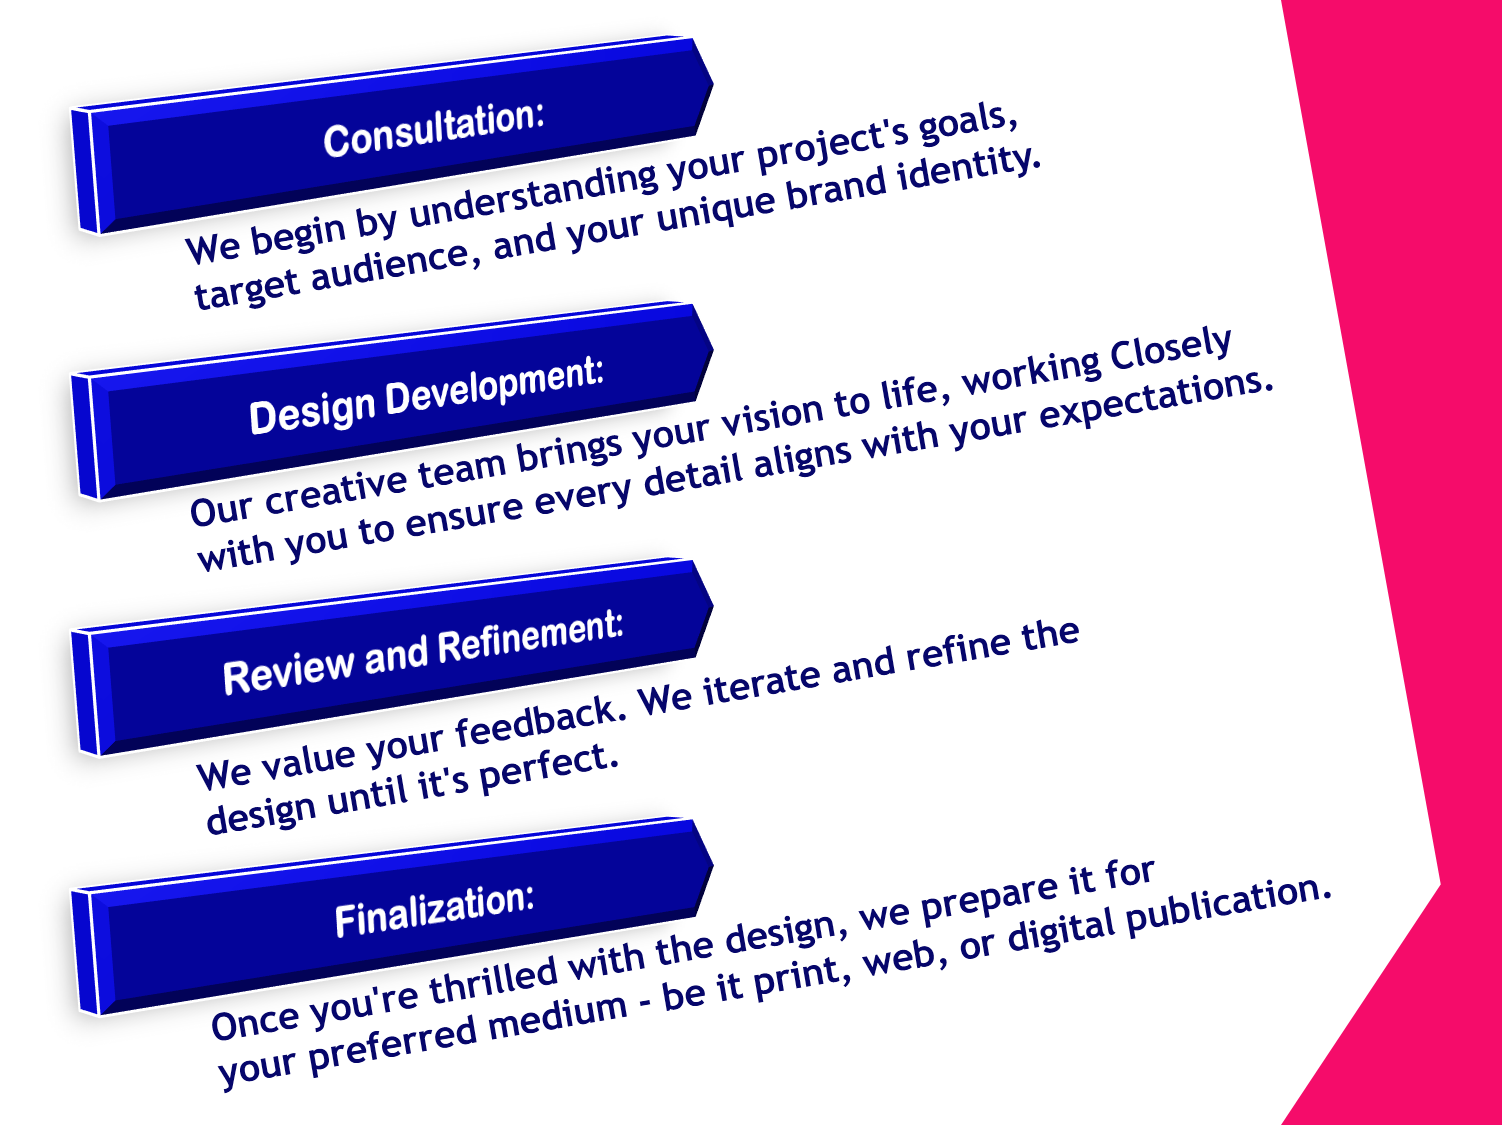 Consultation:
We begin by understanding your project's goals,
target audience, and your unique brand identity.
Design Development:
Our creative team brings your vision to life, working Closely
with you to ensure every detail aligns with your expectations.
Review and Refinement:
We value your feedback. We iterate and refine the
design until it's perfect.
Finalization:
Once you're thrilled with the design, we prepare it for
your preferred medium - be it print, web, or digital publication.